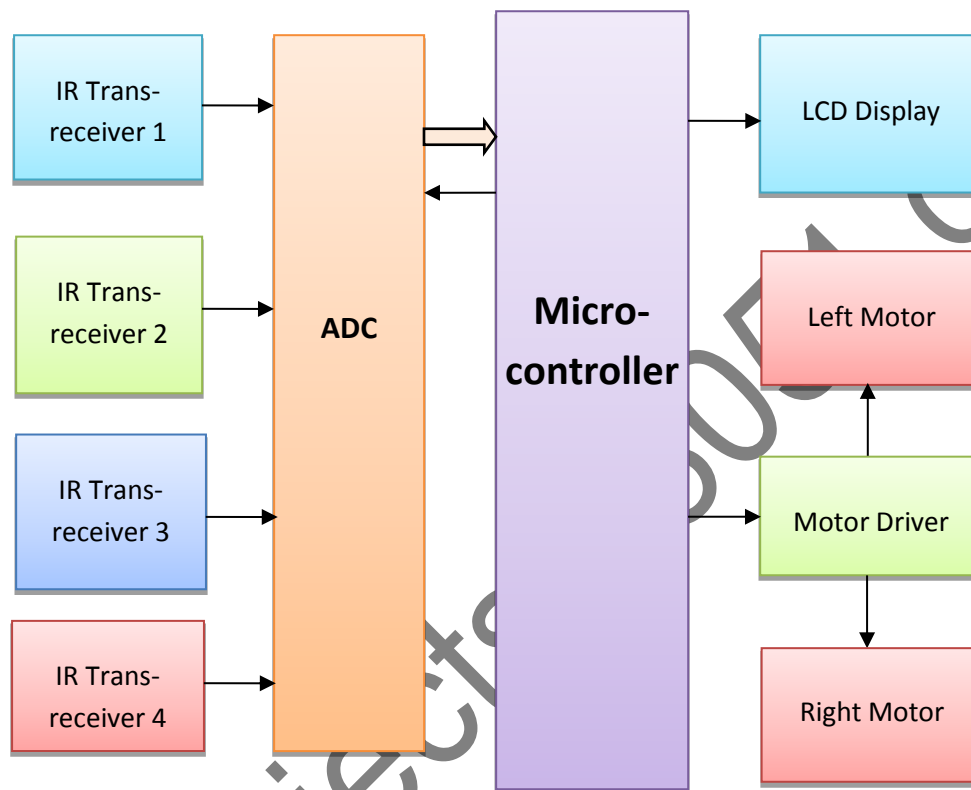 IR Trans-
receiver 1
IR Trans-
receiver 2
IR Trans-
receiver 3
IR Trans-
receiver 4
ADC
Micro-
controller
LCD Display
Left Motor
Motor Driver
Right Motor